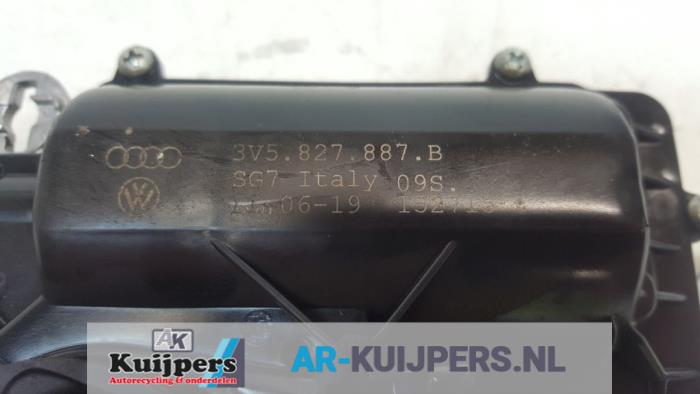 3V5.827.887.B
SG7 Italy 09S.
06-19
AK
Kuijpers
Autorecycling & onderdelen
AR-KUIJPERS.NL